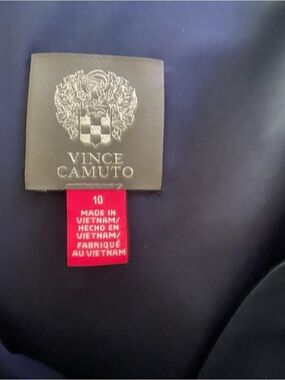 VINCE
CAMUTO
10
MADE IN
VIETNAM/
HECHO EN
VIETNAM/
FABRIQUÉ
AU VIETNAM